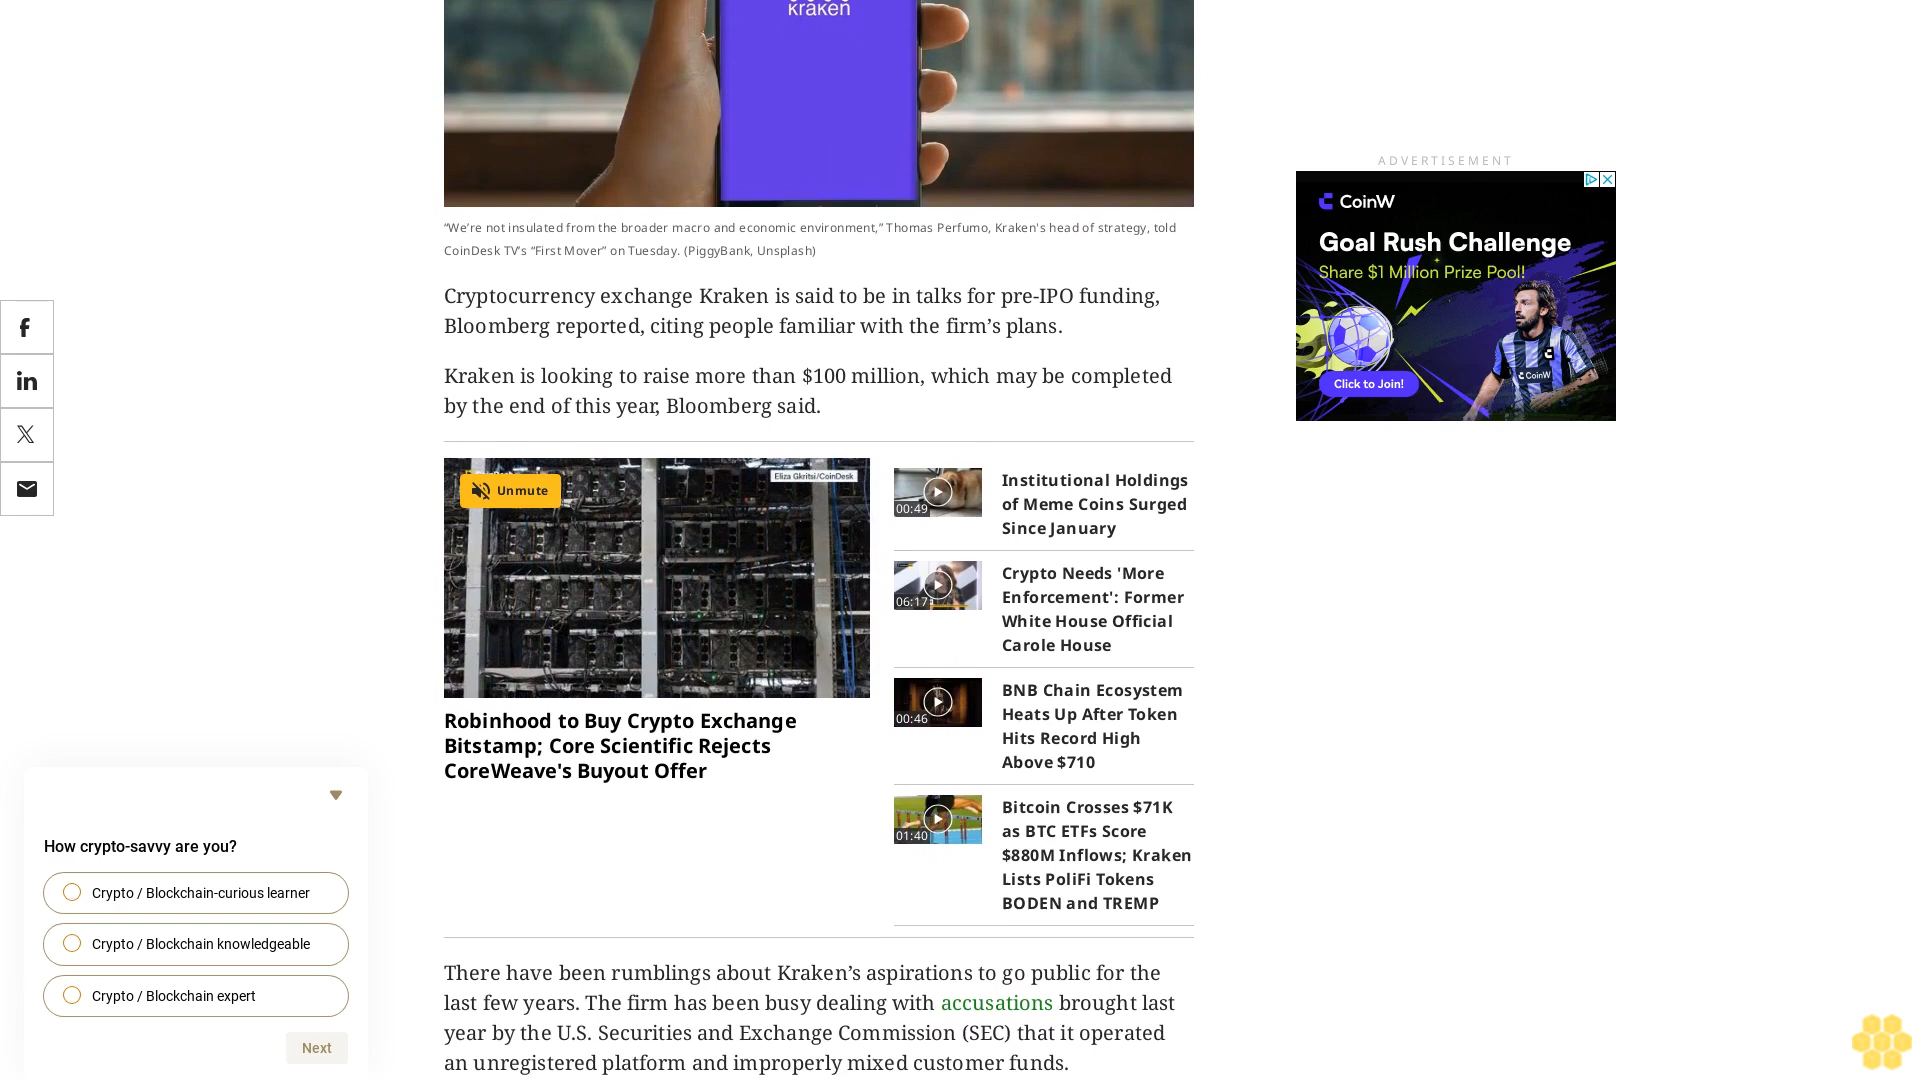 kraken
“We’re not insulated from the broader macro and economic environment,” Thomas Perfumo, Kraken's head of strategy, told
CoinDesk TV's “First Mover” on Tuesday. (PiggyBank, Unsplash)
Cryptocurrency exchange Kraken is said to be in talks for pre-IPO funding,
Bloomberg reported, citing people familiar with the firm’s plans.
Kraken is looking to raise more than $100 million, which may be completed
by the end of this year, Bloomberg said.
Unmute
Eliza Gkritsi/CoinDesk
Robinhood to Buy Crypto Exchange
Bitstamp; Core Scientific Rejects
CoreWeave's Buyout Offer
00:49
Institutional Holdings
of Meme Coins Surged
Since January
06:17
Crypto Needs 'More
Enforcement': Former
White House Official
Carole House
00:46
BNB Chain Ecosystem
Heats Up After Token
Hits Record High
Above $710
01:40
Bitcoin Crosses $71K
as BTC ETFs Score
$880M Inflows; Kraken
Lists PoliFi Tokens
BODEN and TREMP
There have been rumblings about Kraken’s aspirations to go public for the
last few years. The firm has been busy dealing with accusations brought last
year by the U.S. Securities and Exchange Commission (SEC) that it operated
an unregistered platform and improperly mixed customer funds.
ADVERTISEMENT
CoinW
Goal Rush Challenge
Share $1 Million Prize Pool!
CoinW
Click to Join!
How crypto-savvy are you?
Crypto / Blockchain-curious learner
Crypto / Blockchain knowledgeable
Crypto / Blockchain expert
Next